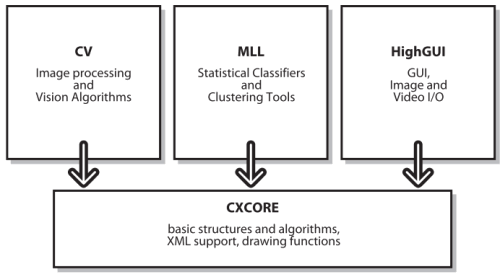 CV
Image processing
and
Vision Algorithms
MLL
Statistical Classifiers
and
Clustering Tools
HighGUI
GUI,
Image and
Video I/O
CXCORE
basic structures and algorithms,
XML support, drawing functions